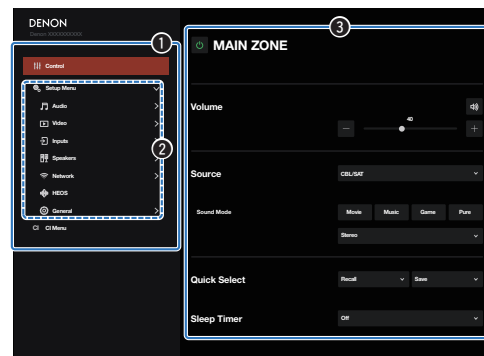 DENON
Denon XXXXXXXXXX
1
Control
Setup Menu
Audio
Video
Inputs
Speakers
Network
HEOS
General
2
CI CI Menu
3
MAIN ZONE
Volume
40
Source
CBL/SAT
Sound Mode
Movie Music Game Pure
Stereo
Quick Select
Recall Save
Sleep Timer
Off